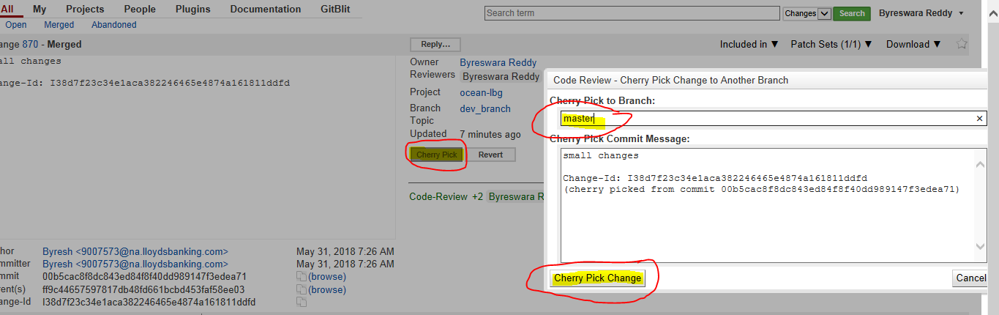 All My Projects People Plugins Documentation GitBlit
Search term Changes Search Byreswara Reddy ▼
Open Merged Abandoned
ange 870 - Merged Reply... Included in ▼ Patch Sets (1/1) ▼ Download ▼
all changes
ange-Id: I38d7f23c34e1aca382246465e4874a161811ddfd
Owner Byreswara Reddy
Reviewers Byreswara Reddy
Project ocean-lbg
Branch dev_branch
Topic
Updated 7 minutes ago
Cherry Pick Revert
Code-Review +2 Byreswara R
Code Review - Cherry Pick Change to Another Branch
Cherry Pick to Branch:
master ×
Cherry Pick Commit Message:
small changes
Change-Id: I38d7f23c34e1aca382246465e4874a161811ddfd
(cherry picked from commit 00b5cac8f8dc843ed84f8f40dd989147f3edea71)
Cherry Pick Change Cancel
hor Byresh <9007573@na.lloydsbanking.com> May 31, 2018 7:26 AM
mmitter Byresh <9007573@na.lloydsbanking.com> May 31, 2018 7:26 AM
mmit 00b5cac8f8dc843ed84f8f40dd989147f3edea71 (browse)
ent(s) ff9c44657597817db48fd661bcbd453faf58ee03 (browse)
ange-Id I38d7f23c34e1aca382246465e4874a161811ddfd